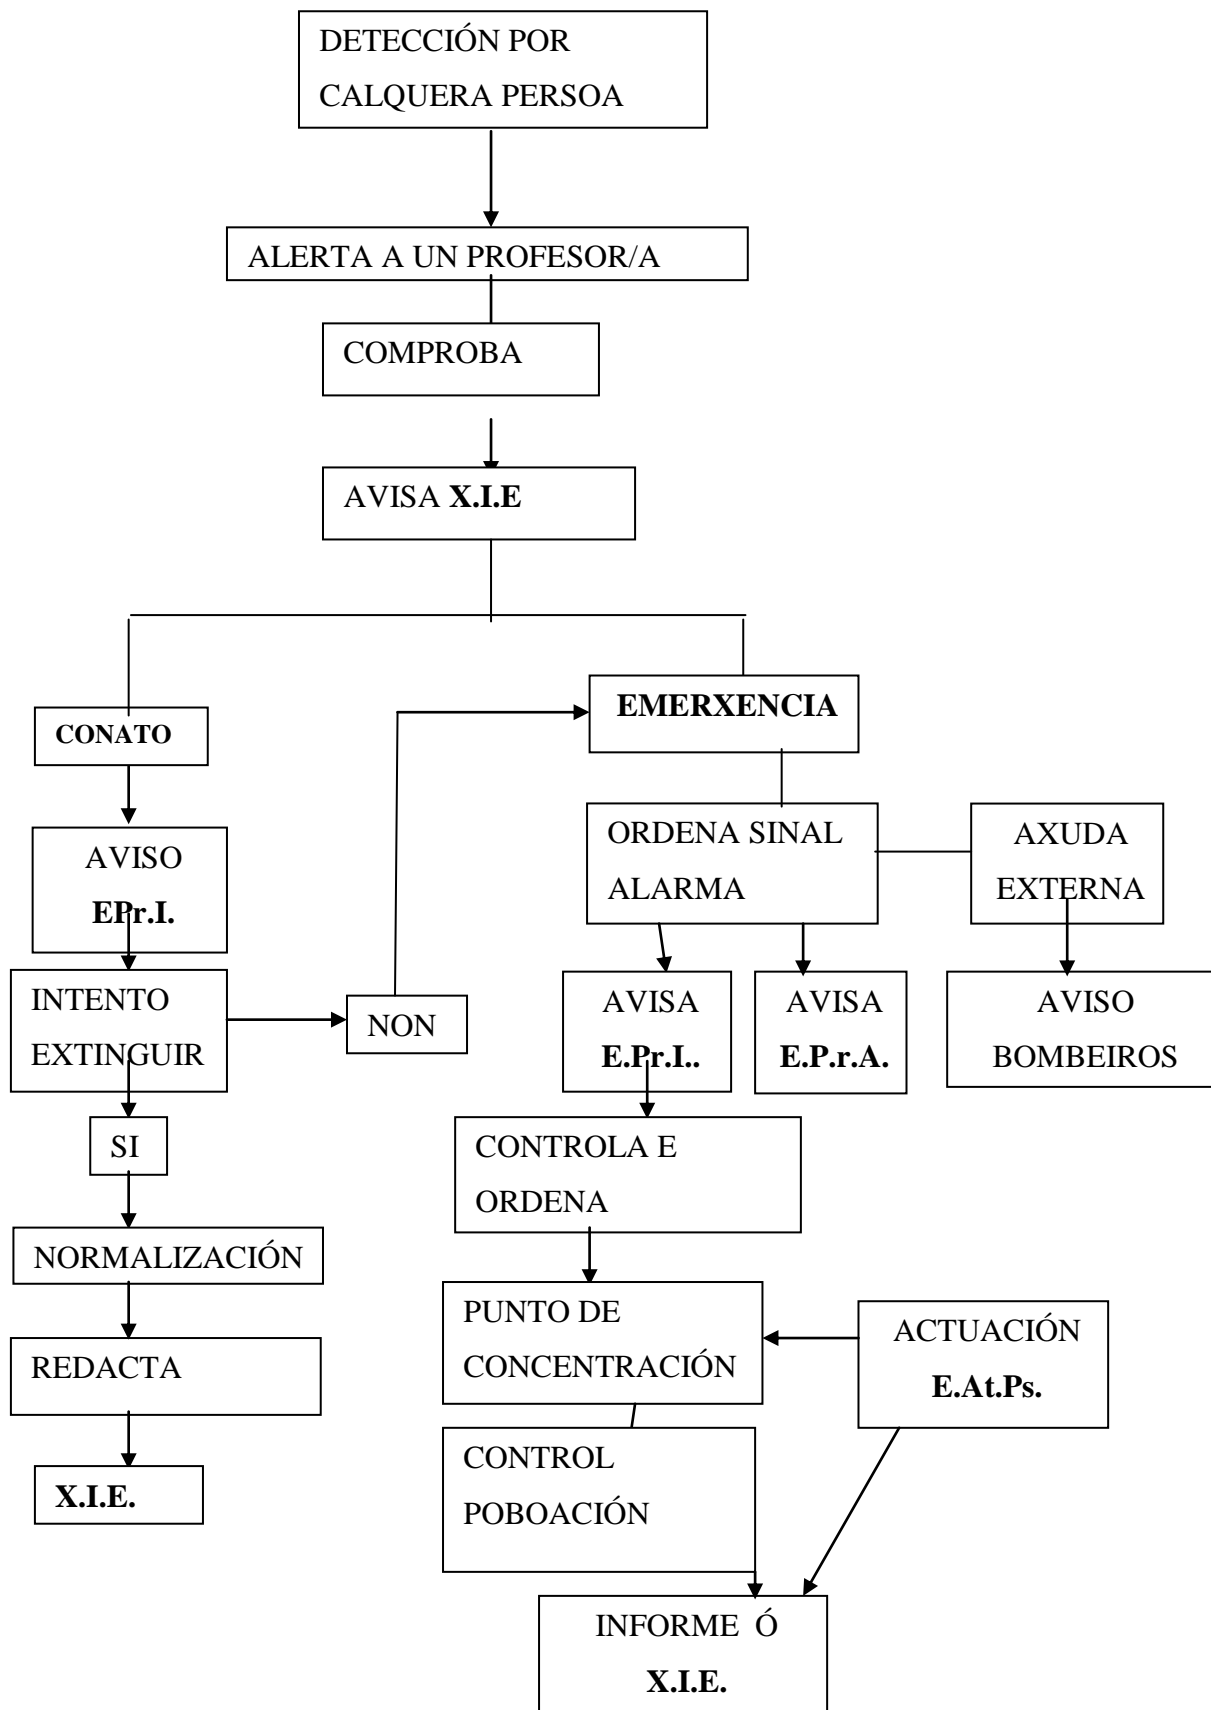 DETECCIÓN POR
CALQUERA PERSOA
ALERTA A UN PROFESOR/A
COMPROBA
AVISA X.I.E
EMERXENCIA
CONATO
ORDENA SINAL
ALARMA
AXUDA
EXTERNA
AVISO
EPr.I.
INTENTO
EXTINGUIR
NON
AVISA
E.Pr.I..
AVISA
E.P.r.A.
AVISO
BOMBEIROS
SI
CONTROLA E
ORDENA
NORMALIZACIÓN
PUNTO DE
CONCENTRACIÓN
ACTUACIÓN
E.At.Ps.
REDACTA
CONTROL
POBOACIÓN
X.I.E.
INFORME Ó
X.I.E.